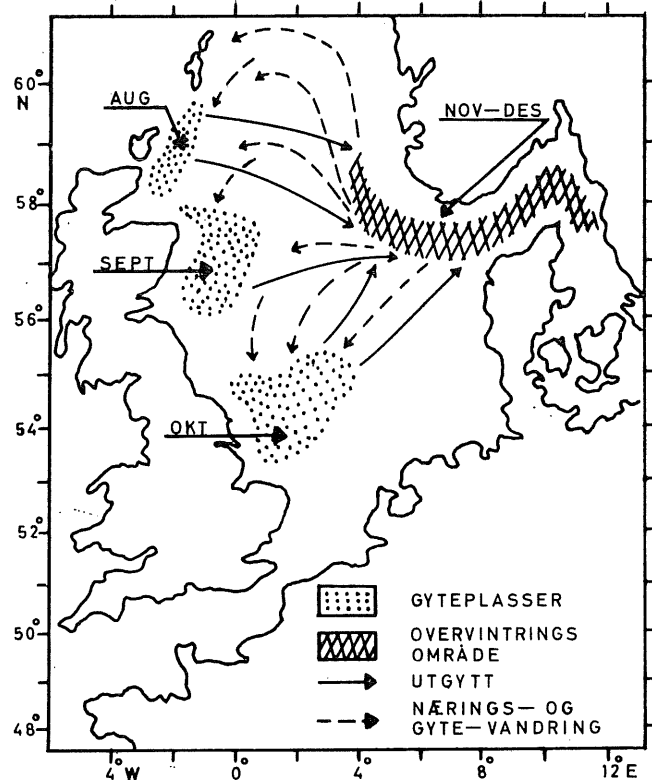 60°
N
58°
56°
54°
52°
50°
48°
AUG
NOV—DES
SEPT
OKT
GYTEPLASSER
OVERVINTRINGS
OMRÅDE
UTGYTT
NÆRINGS— OG
GYTE—VANDRING
4°W 0° 4° 8° 12°E